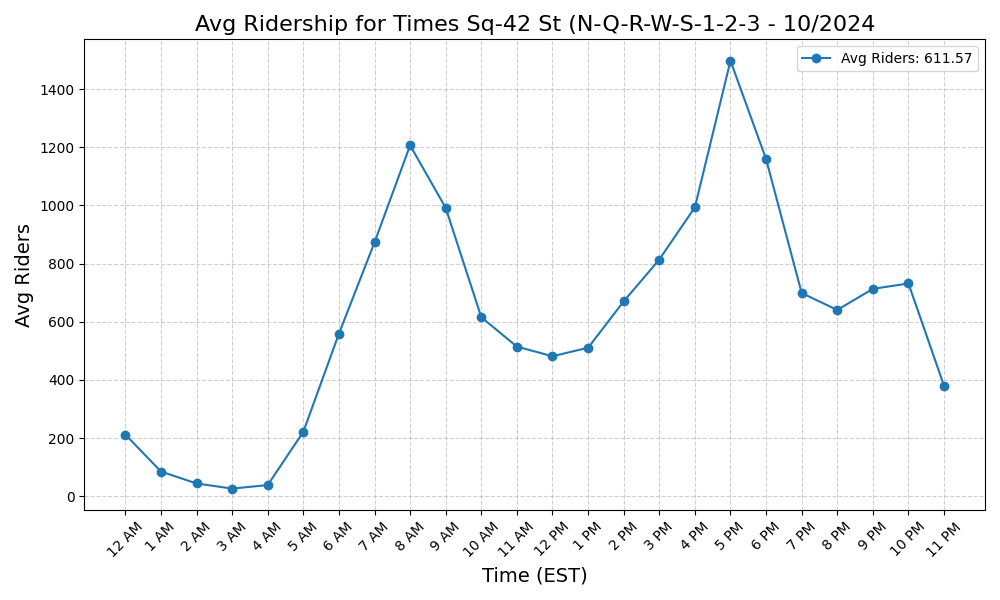 Avg Ridership for Times Sq-42 St (N-Q-R-W-S-1-2-3 - 10/2024
Avg Riders: 611.57
Avg Riders
1400
1200
1000
800
600
400
200
0
12 AM
1 AM
2 AM
3 AM
4 AM
5 AM
6 AM
7 AM
8 AM
9 AM
10 AM
11 AM
12 PM
1 PM
2 PM
3 PM
4 PM
5 PM
6 PM
7 PM
8 PM
9 PM
10 PM
11 PM
Time (EST)